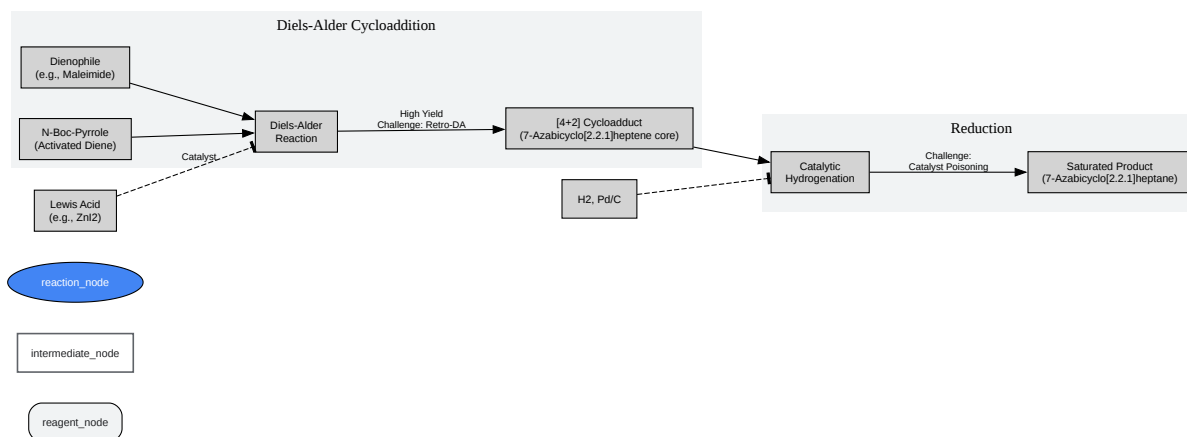 Diels-Alder Cycloaddition
Dienophile
(e.g., Maleimide)
N-Boc-Pyrrole
(Activated Diene)
Catalyst
Lewis Acid
(e.g., ZnI2)
Diels-Alder
Reaction
High Yield
Challenge: Retro-DA
[4+2] Cycloadduct
(7-Azabicyclo[2.2.1]heptene core)
H2, Pd/C
Reduction
Catalytic
Hydrogenation
Challenge:
Catalyst Poisoning
Saturated Product
(7-Azabicyclo[2.2.1]heptane)
reaction_node
intermediate_node
reagent_node